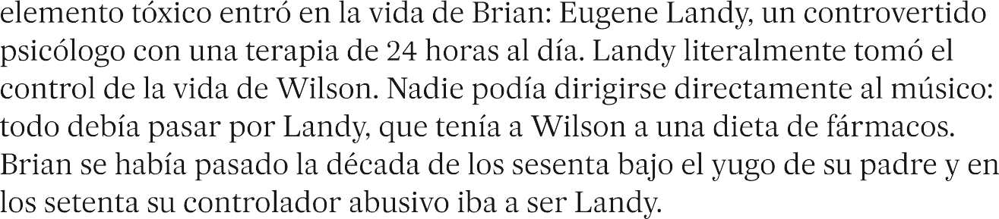 elemento tóxico entró en la vida de Brian: Eugene Landy, un controvertido
psicólogo con una terapia de 24 horas al día. Landy literalmente tomó el
control de la vida de Wilson. Nadie podía dirigirse directamente al músico:
todo debía pasar por Landy, que tenía a Wilson a una dieta de fármacos.
Brian se había pasado la década de los sesenta bajo el yugo de su padre y en
los setenta su controlador abusivo iba a ser Landy.